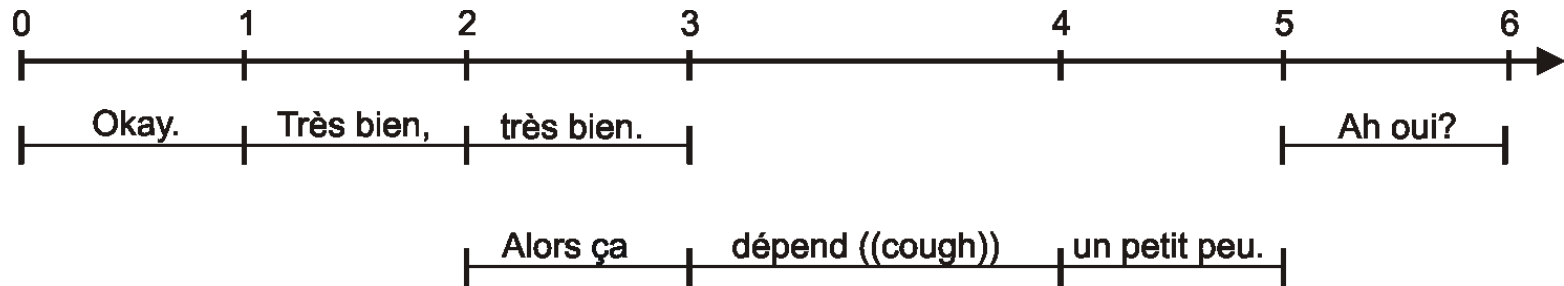 0 1 2 3 4 5 6
Okay. Très bien, très bien. Ah oui?
Alors ça dépend ((cough)) un petit peu.